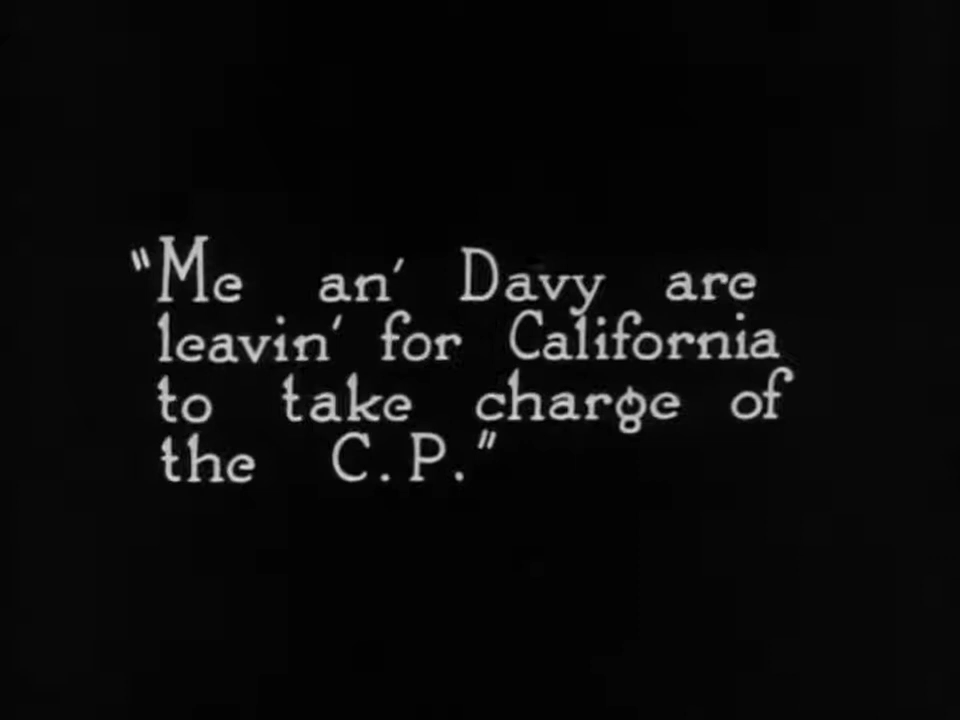 "Me an' Davy are
leavin' for California
to take charge of
the C.P."